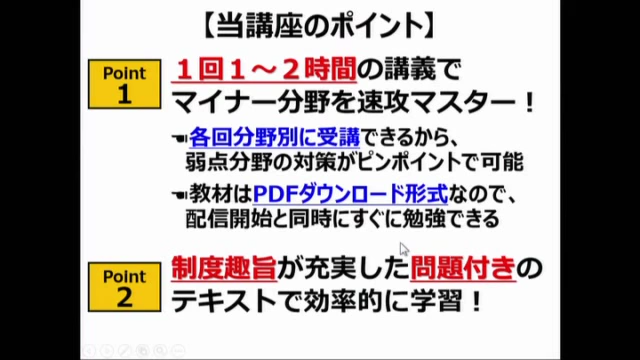 【当講座のポイント】
Point
1
１回１～２時間の講義で
マイナー分野を速攻マスター！
☚各回分野別に受講できるから、
弱点分野の対策がピンポイントで可能
☚教材はPDFダウンロード形式なので、
配信開始と同時にすぐに勉強できる
Point
2
制度趣旨が充実した問題付きの
テキストで効率的に学習！